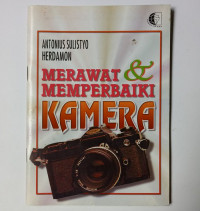 ANTONIUS SULISTYO
HERDAMON
MERAWAT &
MEMPERBAIKI
KAMERA